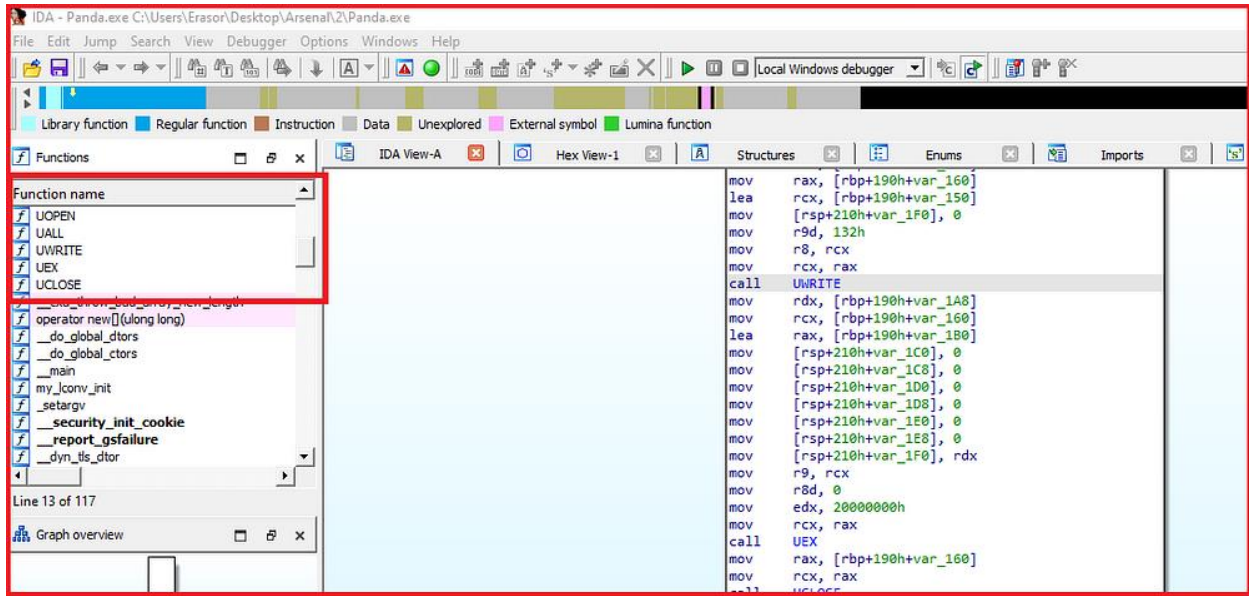 IDA - Panda.exe C:\Users\Erasor\Desktop\Arsenal\2\Panda.exe
File Edit Jump Search View Debugger Options Windows Help
Local Windows debugger
Library function Regular function Instruction Data Unexplored External symbol Lumina function
Functions
IDA View-A Hex View-1 Structures Enums Imports
Function name
UOPEN
UALL
UWRITE
UEX
UCLOSE
operator new[](ulong long)
__do_global_dtors
__do_global_ctors
__main
my_lconv_init
_setargv
__security_init_cookie
__report_gsfailure
__dyn_tls_dtor
Line 13 of 117
Graph overview
mov rax, [rbp+190h+var_160]
lea rcx, [rbp+190h+var_150]
mov [rsp+210h+var_1F0], 0
mov r9d, 132h
mov r8, rcx
mov rcx, rax
call UWRITE
mov rdx, [rbp+190h+var_1A8]
mov rcx, [rbp+190h+var_160]
lea rax, [rbp+190h+var_1B0]
mov [rsp+210h+var_1C0], 0
mov [rsp+210h+var_1C8], 0
mov [rsp+210h+var_1D0], 0
mov [rsp+210h+var_1D8], 0
mov [rsp+210h+var_1E0], 0
mov [rsp+210h+var_1E8], 0
mov [rsp+210h+var_1F0], rdx
mov r9, rcx
mov r8d, 0
mov edx, 20000000h
mov rcx, rax
call UEX
mov rax, [rbp+190h+var_160]
mov rcx, rax
call UCLOSE